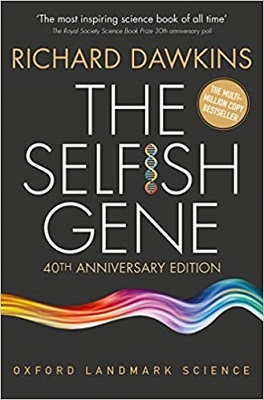 'The most inspiring science book of all time'
The Royal Society Science Book Prize 30th anniversary poll
RICHARD DAWKINS
THE
SELFISH
GENE
THE MULTI-
MILLION COPY
BESTSELLER
40TH ANNIVERSARY EDITION
OXFORD LANDMARK SCIENCE